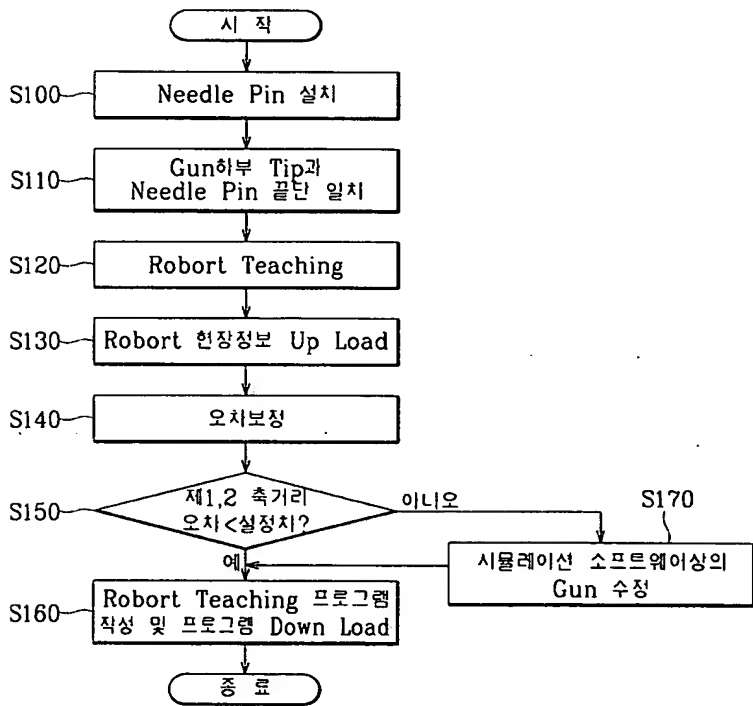 시 작
S100
Needle Pin 설치
S110
Gun하부 Tip과
Needle Pin 끝단 일치
S120
Robort Teaching
S130
Robort 현장정보 Up Load
S140
오차보정
S150
제1,2 축거리
오차<설정치?
아니오
예
S170
시뮬레이션 소프트웨어상의
Gun 수정
S160
Robort Teaching 프로그램
작성 및 프로그램 Down Load
종 료